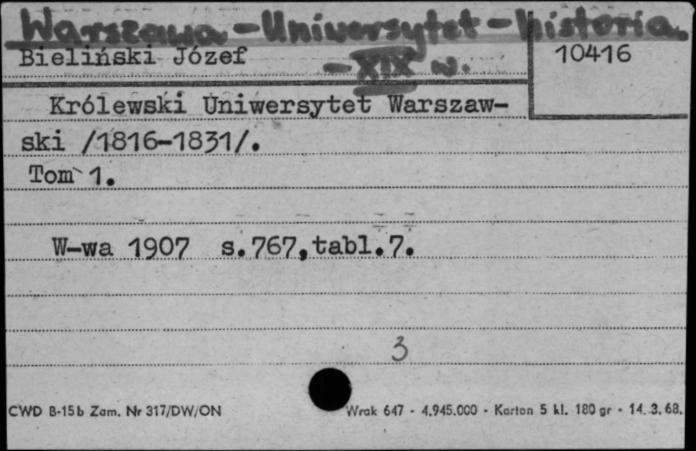 Warszawa - Uniwersytet - historia.
- XIX w.
Bieliński Józef
10416
Królewski Uniwersytet Warszaw-
ski /1816-1831/.
Tom 1.
W-wa 1907 s.767,tabl.7.
3
CWD B-15b Zam. Nr 317/DW/ON
Wrak 647 - 4.945.000 - Karton 5 kl. 180 gr - 14.3.68.